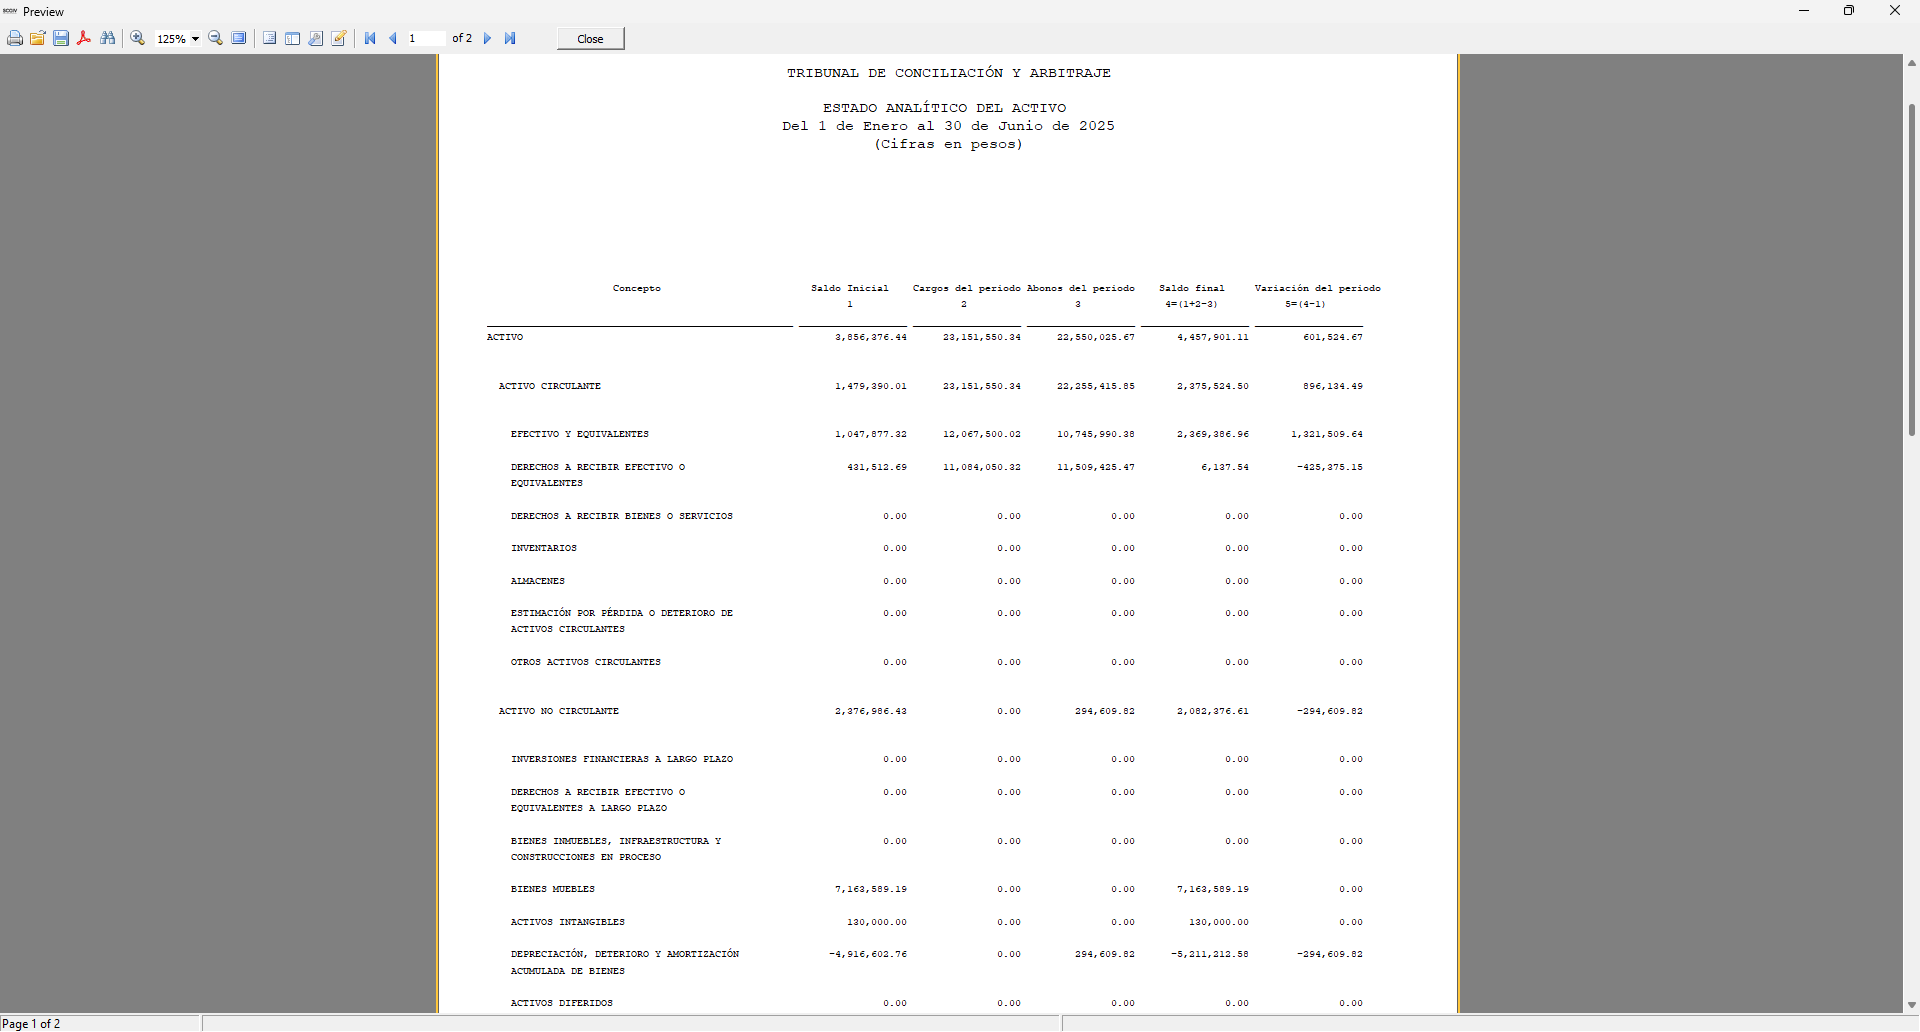 Preview
125%
1 of 2
Close
TRIBUNAL DE CONCILIACIÓN Y ARBITRAJE
ESTADO ANALÍTICO DEL ACTIVO
Del 1 de Enero al 30 de Junio de 2025
(Cifras en pesos)
Concepto Saldo Inicial Cargos del periodo Abonos del periodo Saldo final Variación del periodo
1 2 3 4=(1+2-3) 5=(4-1)
ACTIVO 3,856,376.44 23,151,550.34 22,550,025.67 4,457,901.11 601,524.67
ACTIVO CIRCULANTE 1,479,390.01 23,151,550.34 22,255,415.85 2,375,524.50 896,134.49
EFECTIVO Y EQUIVALENTES 1,047,877.32 12,067,500.02 10,745,990.38 2,369,386.96 1,321,509.64
DERECHOS A RECIBIR EFECTIVO O 431,512.69 11,084,050.32 11,509,425.47 6,137.54 -425,375.15
EQUIVALENTES
DERECHOS A RECIBIR BIENES O SERVICIOS 0.00 0.00 0.00 0.00 0.00
INVENTARIOS 0.00 0.00 0.00 0.00 0.00
ALMACENES 0.00 0.00 0.00 0.00 0.00
ESTIMACIÓN POR PÉRDIDA O DETERIORO DE 0.00 0.00 0.00 0.00 0.00
ACTIVOS CIRCULANTES
OTROS ACTIVOS CIRCULANTES 0.00 0.00 0.00 0.00 0.00
ACTIVO NO CIRCULANTE 2,376,986.43 0.00 294,609.82 2,082,376.61 -294,609.82
INVERSIONES FINANCIERAS A LARGO PLAZO 0.00 0.00 0.00 0.00 0.00
DERECHOS A RECIBIR EFECTIVO O 0.00 0.00 0.00 0.00 0.00
EQUIVALENTES A LARGO PLAZO
BIENES INMUEBLES, INFRAESTRUCTURA Y 0.00 0.00 0.00 0.00 0.00
CONSTRUCCIONES EN PROCESO
BIENES MUEBLES 7,163,589.19 0.00 0.00 7,163,589.19 0.00
ACTIVOS INTANGIBLES 130,000.00 0.00 0.00 130,000.00 0.00
DEPRECIACIÓN, DETERIORO Y AMORTIZACIÓN -4,916,602.76 0.00 294,609.82 -5,211,212.58 -294,609.82
ACUMULADA DE BIENES
ACTIVOS DIFERIDOS 0.00 0.00 0.00 0.00 0.00
Page 1 of 2